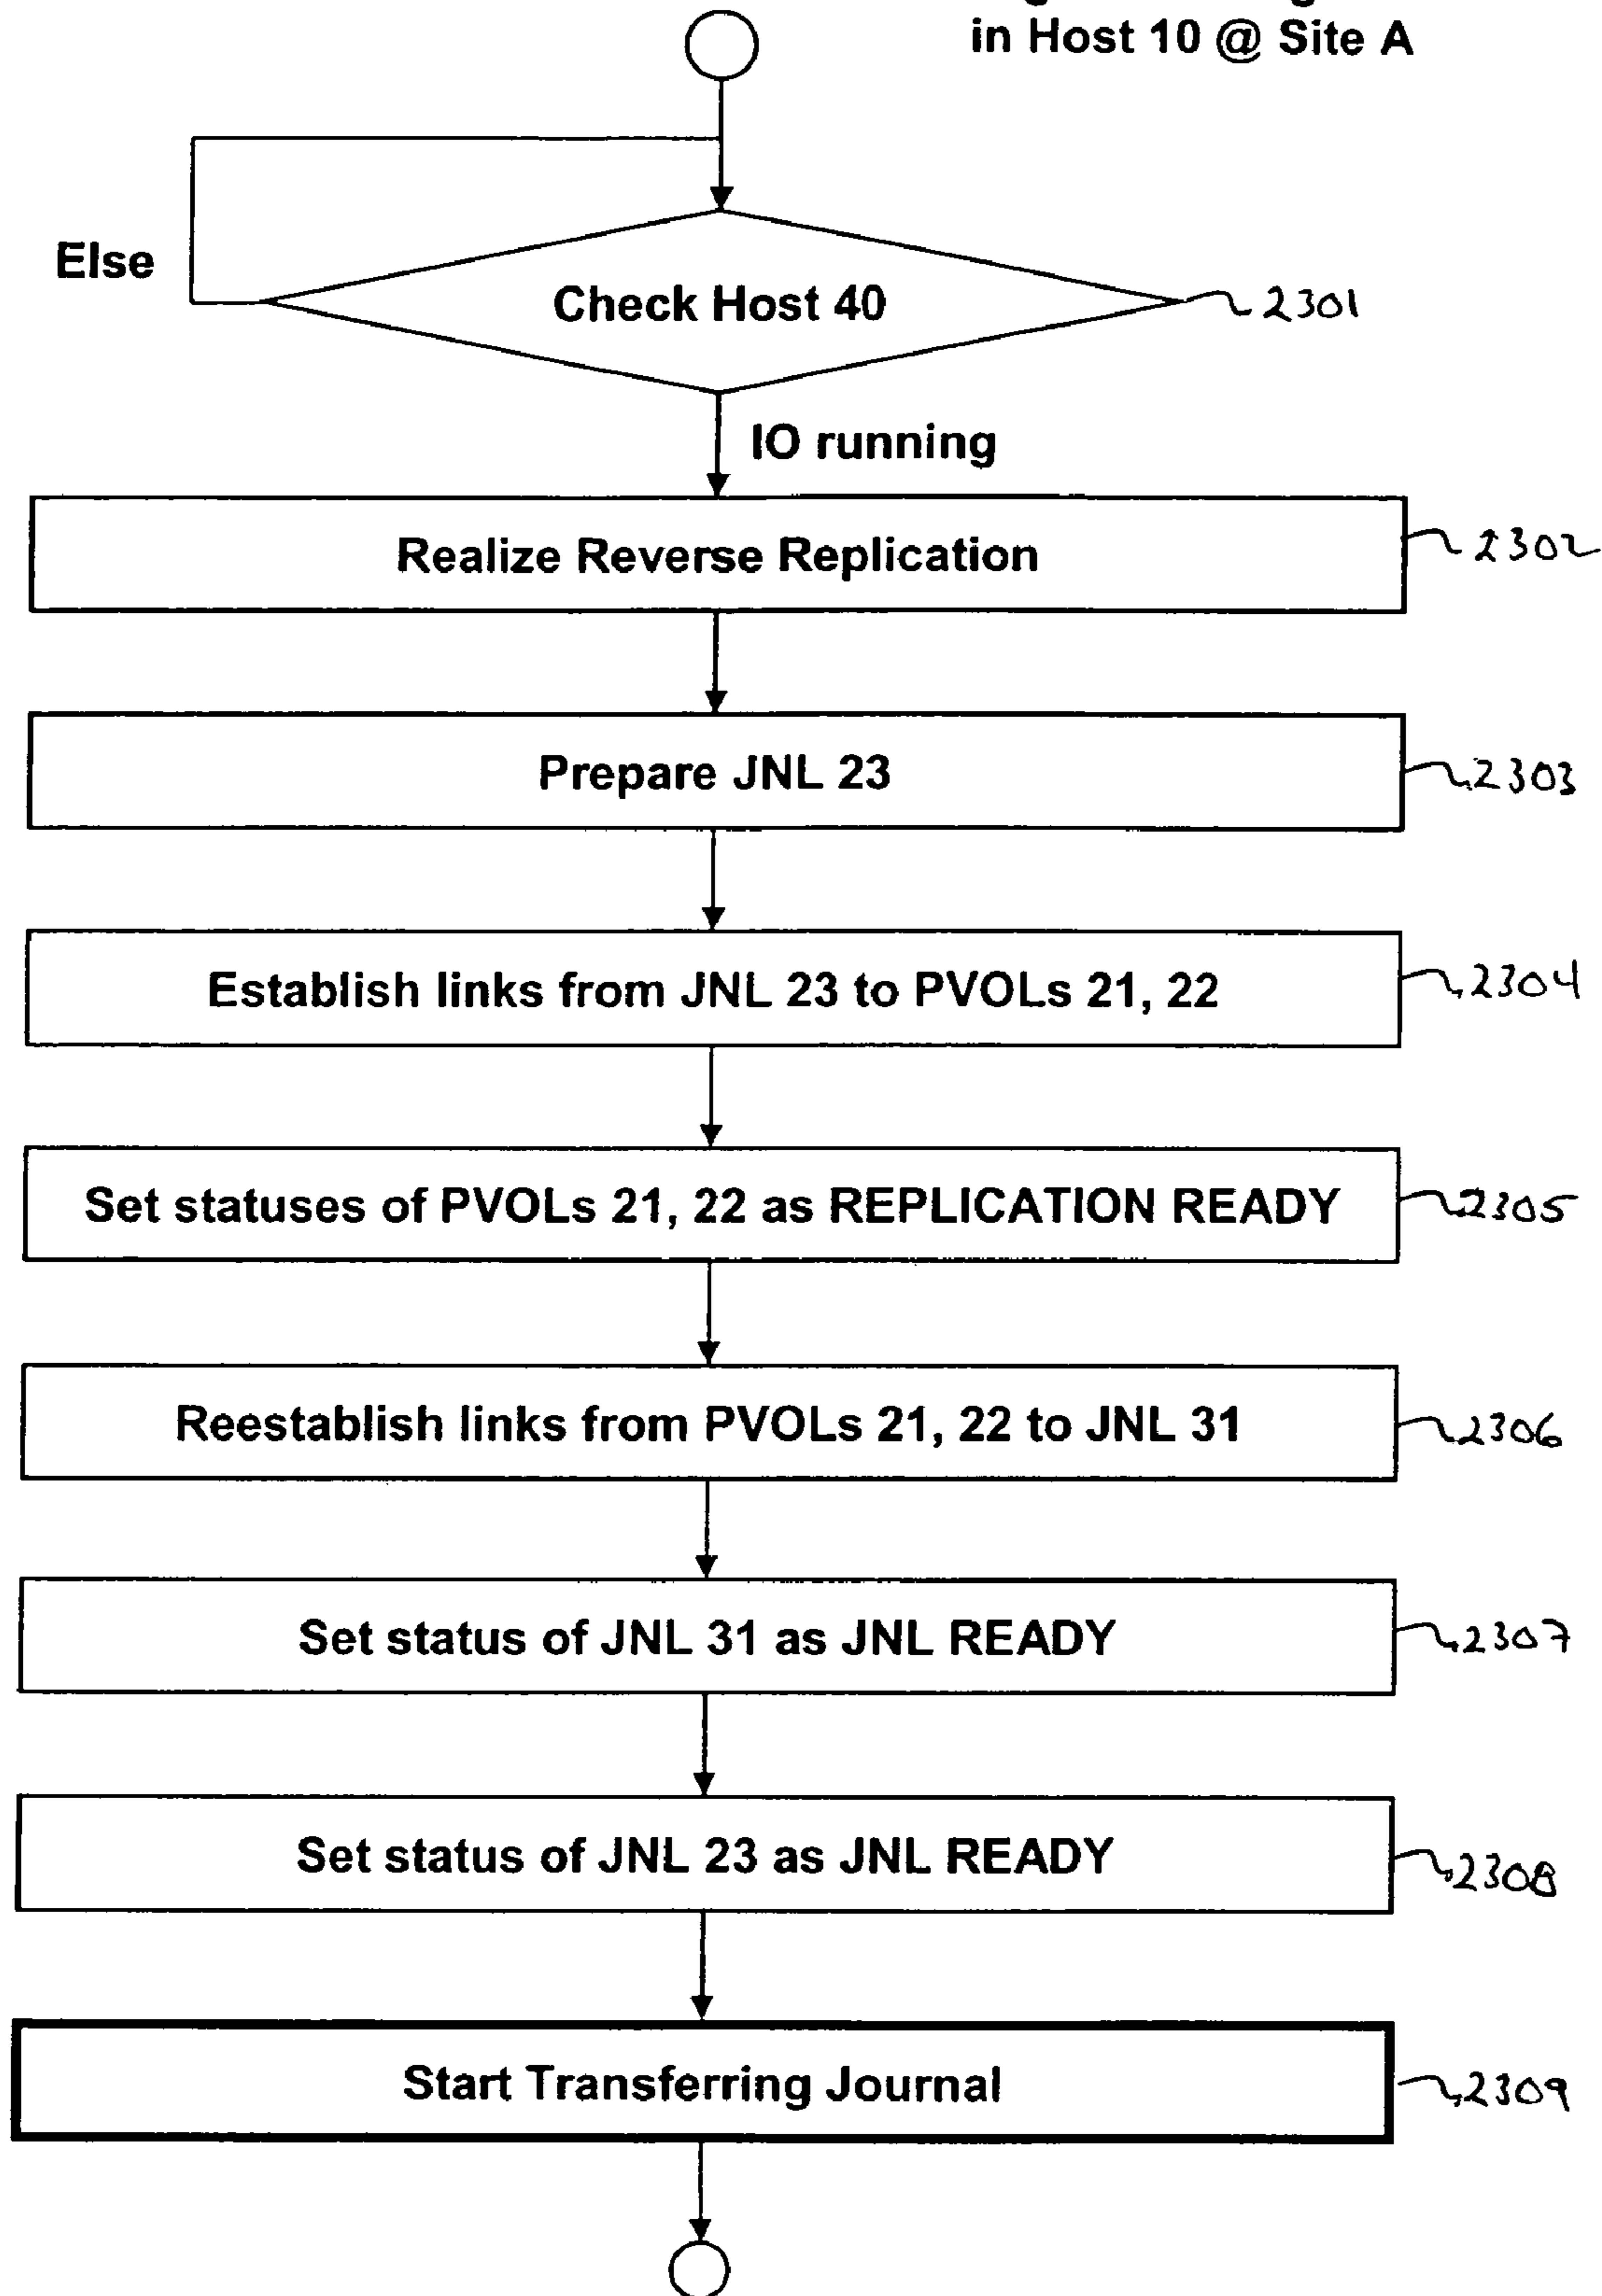 in Host 10 @ Site A
Else
Check Host 40
2301
IO running
Realize Reverse Replication
2302
Prepare JNL 23
2303
Establish links from JNL 23 to PVOLs 21, 22
2304
Set statuses of PVOLs 21, 22 as REPLICATION READY
2305
Reestablish links from PVOLs 21, 22 to JNL 31
2306
Set status of JNL 31 as JNL READY
2307
Set status of JNL 23 as JNL READY
2308
Start Transferring Journal
2309